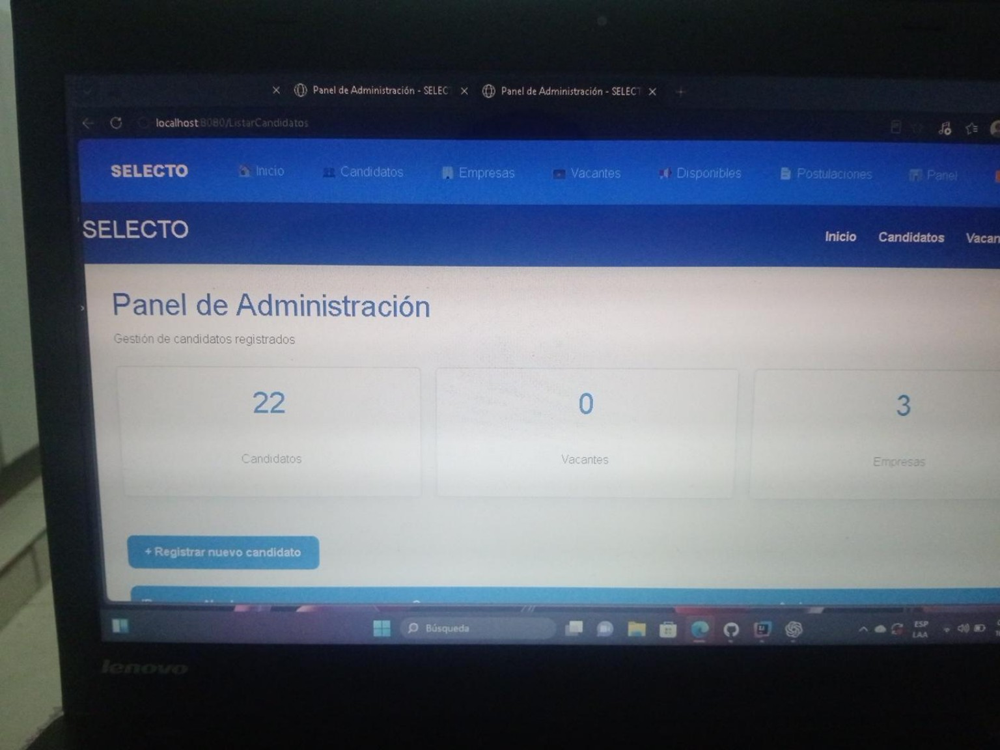 Panel de Administración - SELEC
Panel de Administración - SELECT
localhost:8080/ListarCandidatos
SELECTO Inicio Candidatos Empresas Vacantes Disponibles Postulaciones Panel
SELECTO Inicio Candidatos Vacan
Panel de Administración
Gestión de candidatos registrados
22 0 3
Candidatos Vacantes Empresas
+ Registrar nuevo candidato
Búsqueda
ESP
LAA
lenovo